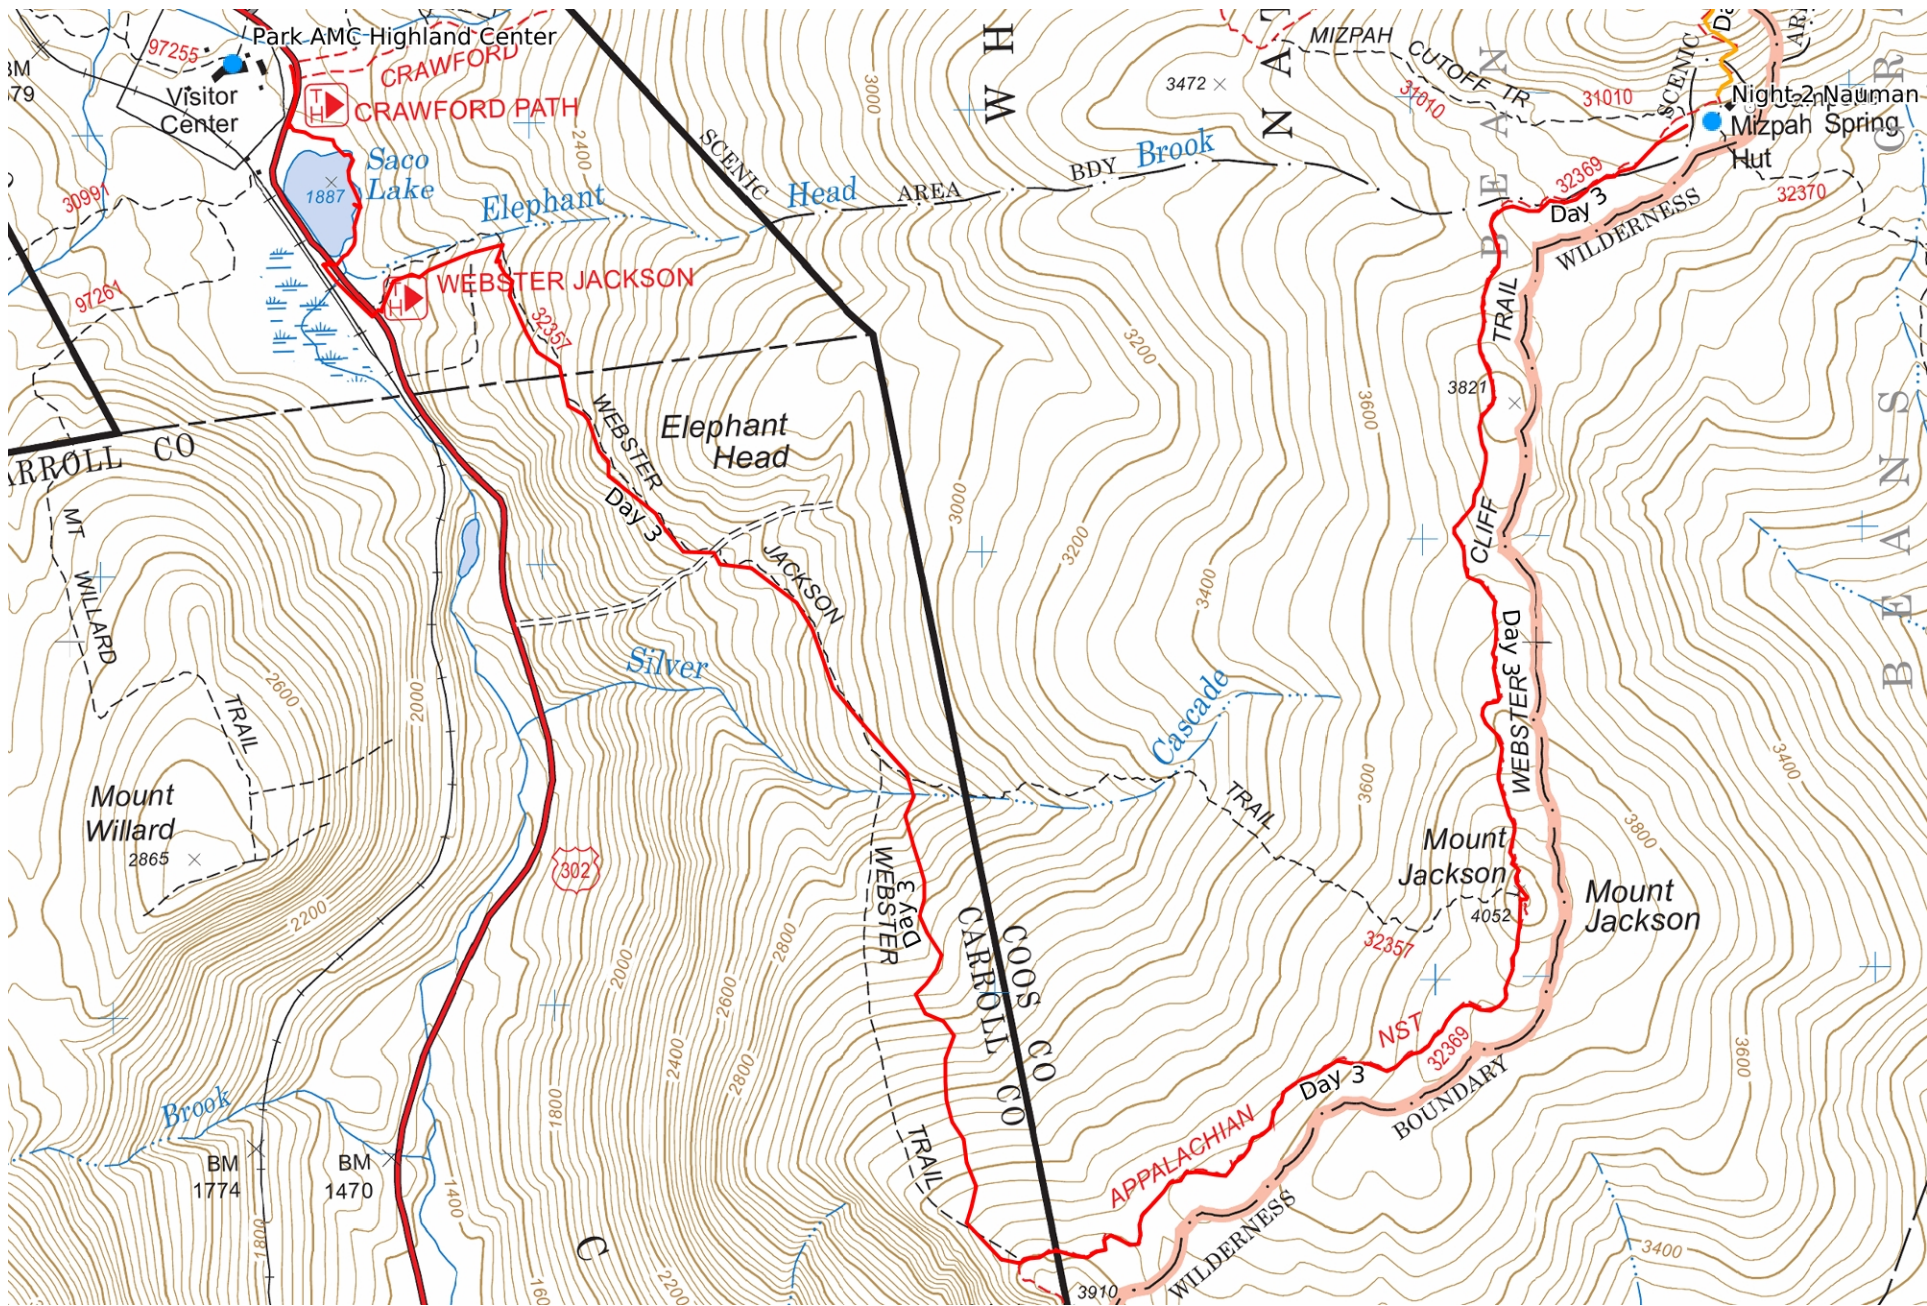 Park AMC Highland Center
97255
CRAWFORD
Visitor
Center
T
H
CRAWFORD PATH
BM
79
30991
97261
Saco
Lake
1887
Elephant
Head
Brook
2400
SCENIC
AREA
BDY
3000
W H
N A T
3472
MIZPAH
CUTOFF TR
31010
31010
SCENIC
Night 2 Nauman
Mizpah Spring
Hut
32369
Day 3
WILDERNESS
32370
B E A N
T
H
WEBSTER JACKSON
32357
3200
3600
TRAIL
3821
WEBSTER
Elephant
Head
ARROLL CO
Day 3
JACKSON
3000
3200
3400
CLIFF
B E A N S
G R
MT
WILLARD
TRAIL
2600
2000
Silver
Cascade
TRAIL
Day 3
WEBSTER
3600
3400
3800
Mount
Willard
2865
2200
302
WEBSTER
Day 3
Mount
Jackson
4052
Mount
Jackson
32357
COOS CO
CARROLL CO
2000
2800
2600
2400
2800
1800
NST
32369
Day 3
3600
BOUNDARY
Brook
BM
1774
BM
1470
1400
1800
TRAIL
APPALACHIAN
WILDERNESS
C
3910
2200
3400